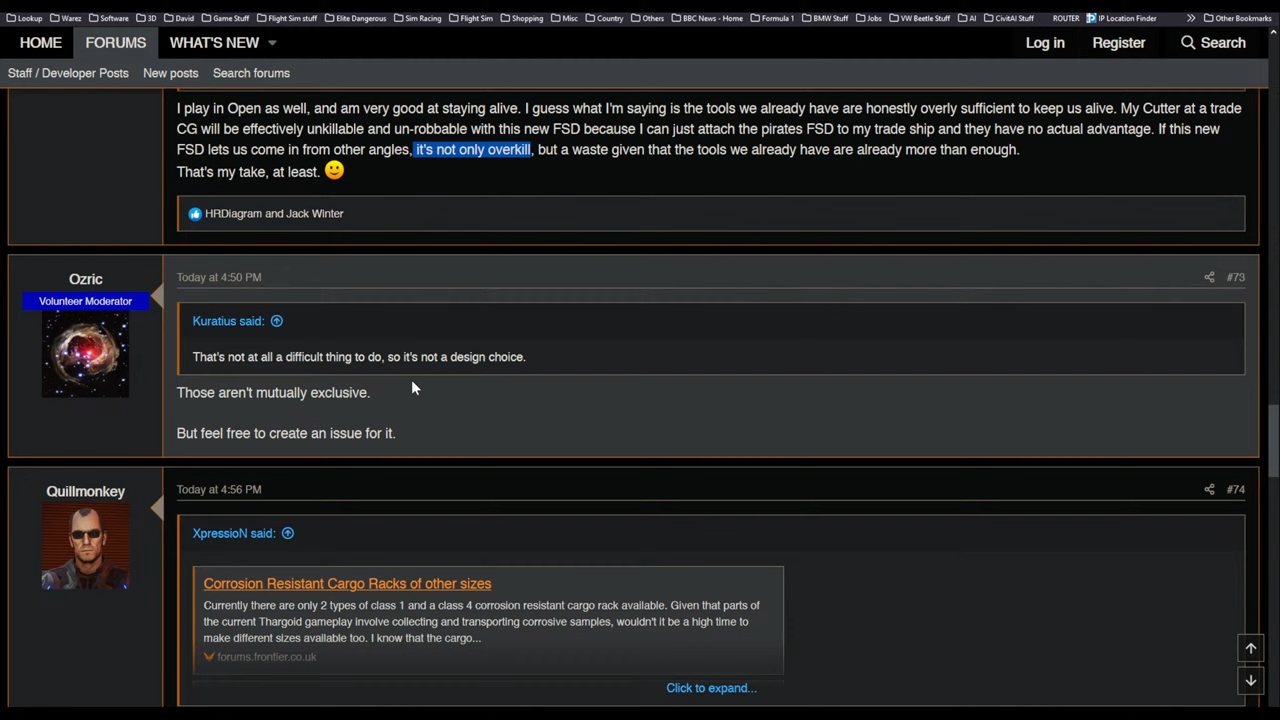 Lookup Warez Software 3D David Game Stuff Flight Sim stuff Elite Dangerous Sim Racing Flight Sim Shopping Misc Country Others BBC News - Home Formula 1 BMW Stuff Jobs VW Beetle Stuff AI CivitAI Stuff ROUTER IP Location Finder Other Bookmarks
HOME FORUMS WHAT'S NEW Log in Register Search
Staff / Developer Posts New posts Search forums
I play in Open as well, and am very good at staying alive. I guess what I'm saying is the tools we already have are honestly overly sufficient to keep us alive. My Cutter at a trade
CG will be effectively unkillable and un-robbable with this new FSD because I can just attach the pirates FSD to my trade ship and they have no actual advantage. If this new
FSD lets us come in from other angles, it's not only overkill, but a waste given that the tools we already have are already more than enough.
That's my take, at least.
HRDiagram and Jack Winter
Ozric
Volunteer Moderator
Today at 4:50 PM #73
Kuratius said:
That's not at all a difficult thing to do, so it's not a design choice.
Those aren't mutually exclusive.
But feel free to create an issue for it.
Quillmonkey
Today at 4:56 PM #74
XpressioN said:
Corrosion Resistant Cargo Racks of other sizes
Currently there are only 2 types of class 1 and a class 4 corrosion resistant cargo rack available. Given that parts of
the current Thargoid gameplay involve collecting and transporting corrosive samples, wouldn't it be a high time to
make different sizes available too. I know that the cargo...
forums.frontier.co.uk
Click to expand...